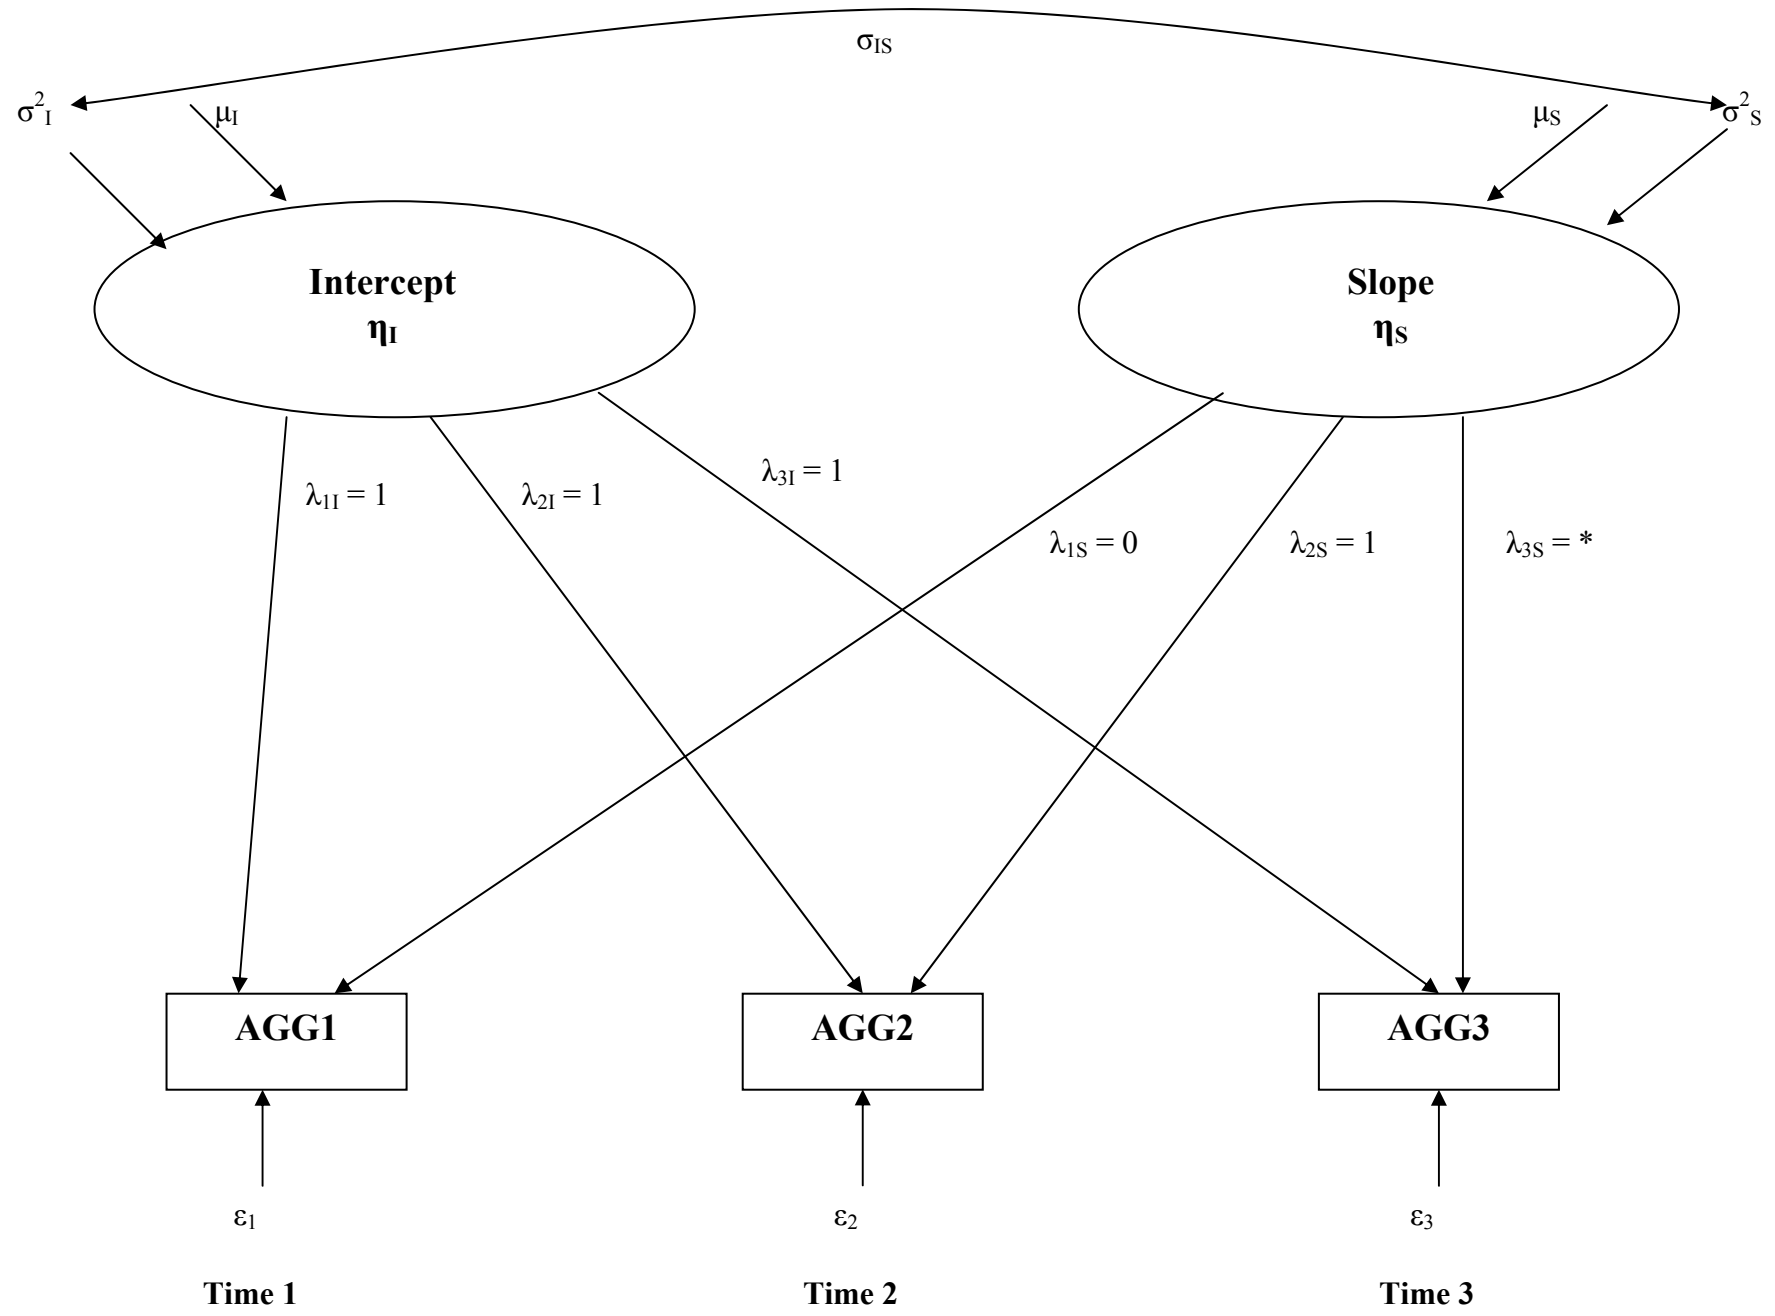 σIS
σ²I
μI
μS
σ²S
Intercept
ηI
Slope
ηS
λ1I = 1
λ2I = 1
λ3I = 1
λ1S = 0
λ2S = 1
λ3S = *
AGG1
AGG2
AGG3
ε1
ε2
ε3
Time 1
Time 2
Time 3